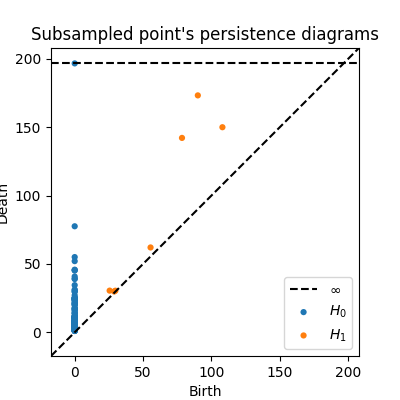 Subsampled point's persistence diagrams
200
150
100
50
0
Death
0
50
100
150
200
Birth
∞
H₀
H₁